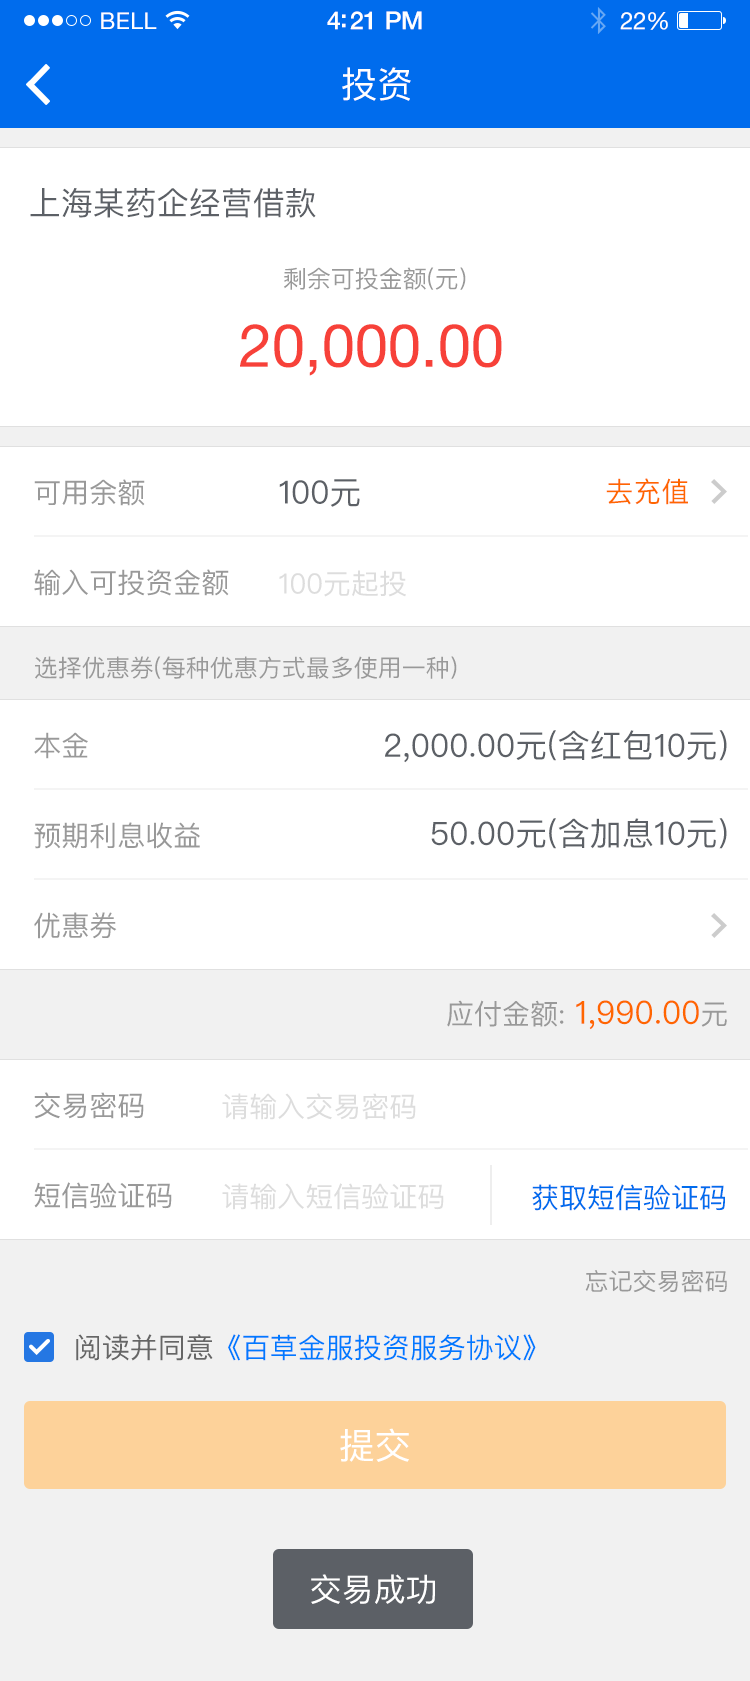 BELL 4:21 PM 22%
投资
上海某药企经营借款
剩余可投金额(元)
20,000.00
可用余额 100元 去充值
输入可投资金额 100元起投
选择优惠券(每种优惠方式最多使用一种)
本金 2,000.00元(含红包10元)
预期利息收益 50.00元(含加息10元)
优惠券
应付金额: 1,990.00元
交易密码 请输入交易密码
短信验证码 请输入短信验证码 获取短信验证码
忘记交易密码
阅读并同意《百草金服投资服务协议》
提交
交易成功